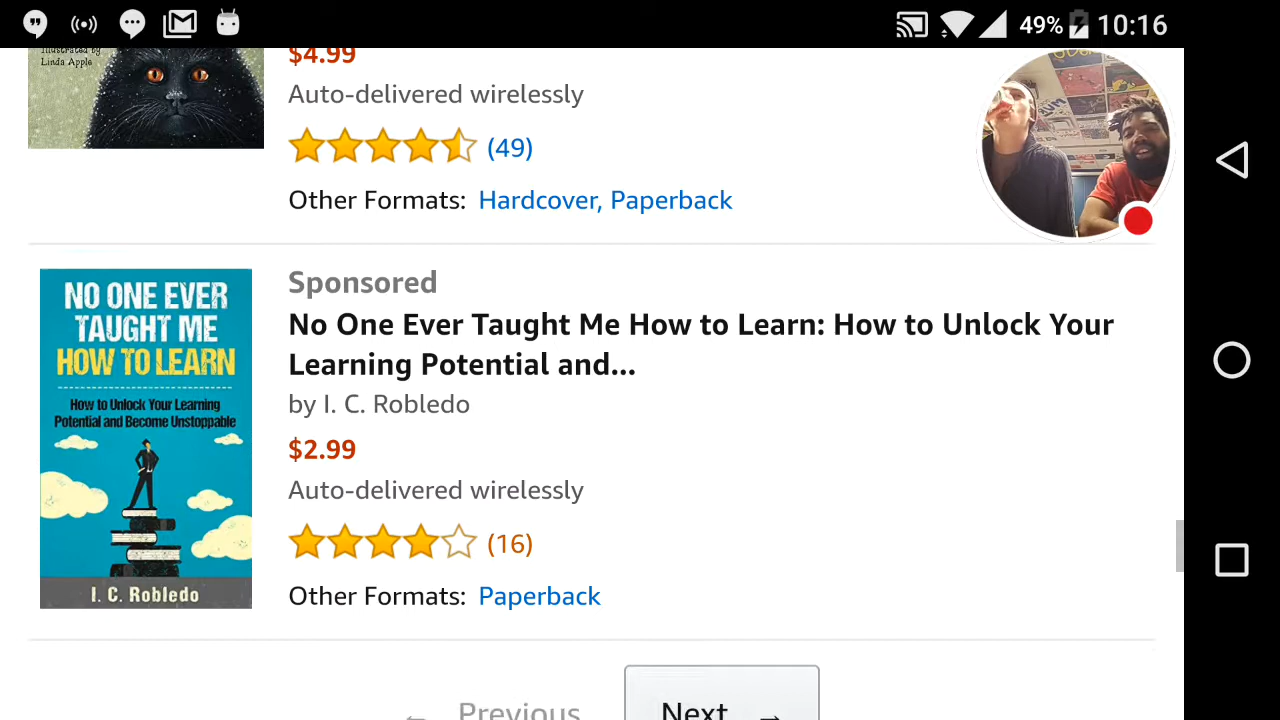 49% 10:16
Illustrated by
Linda Apple
$4.99
Auto-delivered wirelessly
(49)
Other Formats: Hardcover, Paperback
NO ONE EVER
TAUGHT ME
HOW TO LEARN
How to Unlock Your Learning
Potential and Become Unstoppable
I. C. Robledo
Sponsored
No One Ever Taught Me How to Learn: How to Unlock Your
Learning Potential and...
by I. C. Robledo
$2.99
Auto-delivered wirelessly
(16)
Other Formats: Paperback
← Previous
Next →